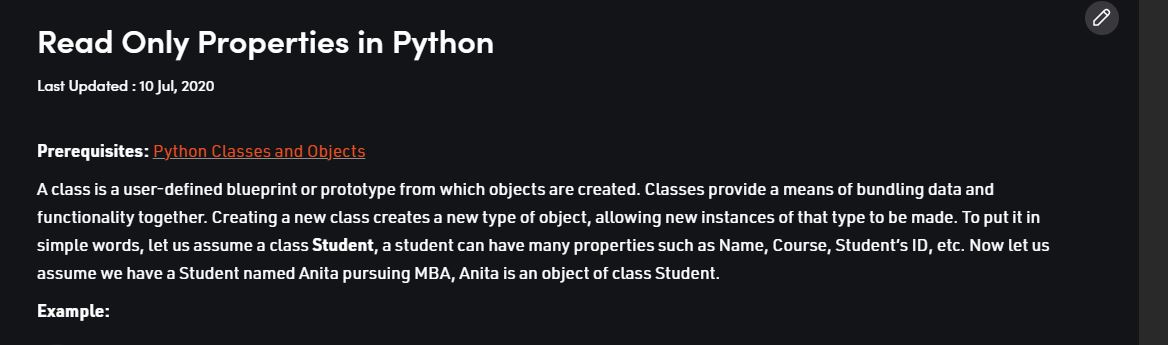 Read Only Properties in Python
Last Updated : 10 Jul, 2020
Prerequisites: Python Classes and Objects
A class is a user-defined blueprint or prototype from which objects are created. Classes provide a means of bundling data and
functionality together. Creating a new class creates a new type of object, allowing new instances of that type to be made. To put it in
simple words, let us assume a class Student, a student can have many properties such as Name, Course, Student’s ID, etc. Now let us
assume we have a Student named Anita pursuing MBA, Anita is an object of class Student.
Example: